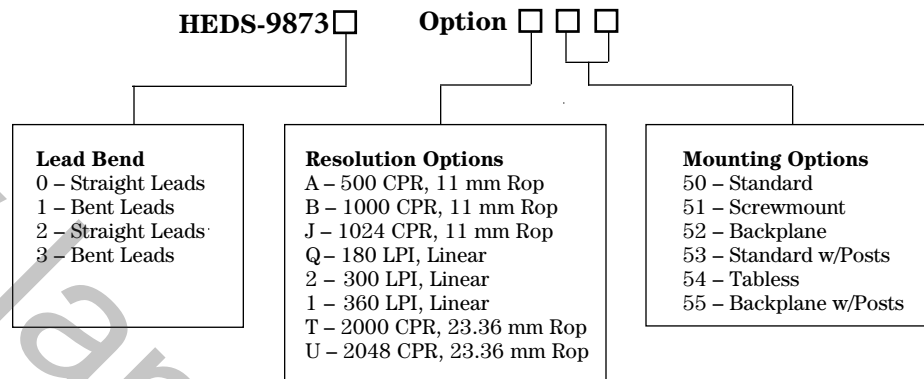 HEDS-9873□ Option □ □ □
Lead Bend
0 – Straight Leads
1 – Bent Leads
2 – Straight Leads
3 – Bent Leads
Resolution Options
A – 500 CPR, 11 mm Rop
B – 1000 CPR, 11 mm Rop
J – 1024 CPR, 11 mm Rop
Q – 180 LPI, Linear
2 – 300 LPI, Linear
1 – 360 LPI, Linear
T – 2000 CPR, 23.36 mm Rop
U – 2048 CPR, 23.36 mm Rop
Mounting Options
50 – Standard
51 – Screwmount
52 – Backplane
53 – Standard w/Posts
54 – Tabless
55 – Backplane w/Posts